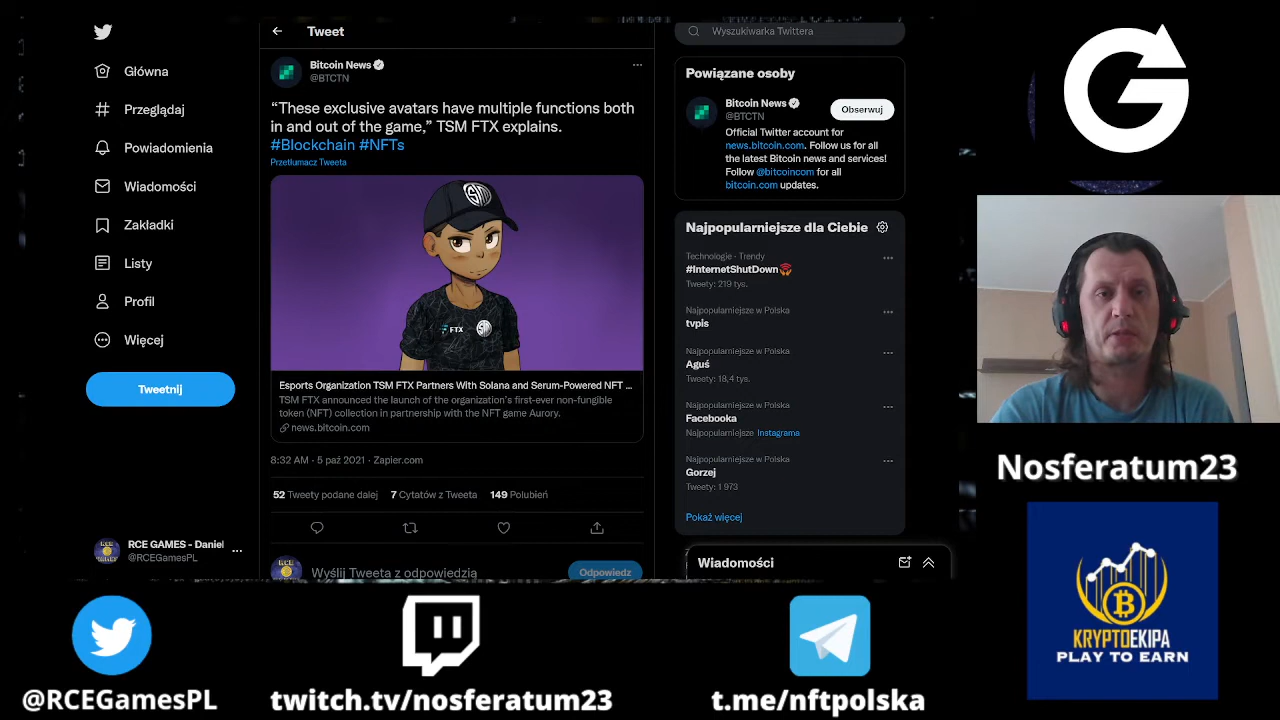 Główna
Przeglądaj
Powiadomienia
Wiadomości
Zakładki
Listy
Profil
Więcej
Tweetnij
RCE GAMES - Daniel
@RCEGamesPL
Tweet
Bitcoin News
@BTCTN
“These exclusive avatars have multiple functions both
in and out of the game,” TSM FTX explains.
#Blockchain #NFTs
Przetłumacz Tweeta
FTX
Esports Organization TSM FTX Partners With Solana and Serum-Powered NFT ...
TSM FTX announced the launch of the organization's first-ever non-fungible
token (NFT) collection in partnership with the NFT game Aurory.
news.bitcoin.com
8:32 AM · 5 paź 2021 · Zapier.com
52 Tweety podane dalej 7 Cytatów z Tweeta 149 Polubień
Wyślij Tweeta z odpowiedzią
Odpowiedz
Wyszukiwarka Twittera
Powiązane osoby
Bitcoin News
@BTCTN
Obserwuj
Official Twitter account for
news.bitcoin.com. Follow us for all
the latest Bitcoin news and services!
Follow @bitcoincom for all
bitcoin.com updates.
Najpopularniejsze dla Ciebie
Technologie · Trendy
#InternetShutDown
Tweety: 219 tys.
Najpopularniejsze w Polska
tvpis
Najpopularniejsze w Polska
Aguś
Tweety: 18,4 tys.
Najpopularniejsze w Polska
Facebooka
Najpopularniejsze Instagrama
Najpopularniejsze w Polska
Gorzej
Tweety: 1 973
Pokaż więcej
Wiadomości
G
Nosferatum23
KRYPTOEKIPA
PLAY TO EARN
@RCEGamesPL
twitch.tv/nosferatum23
t.me/nftpolska